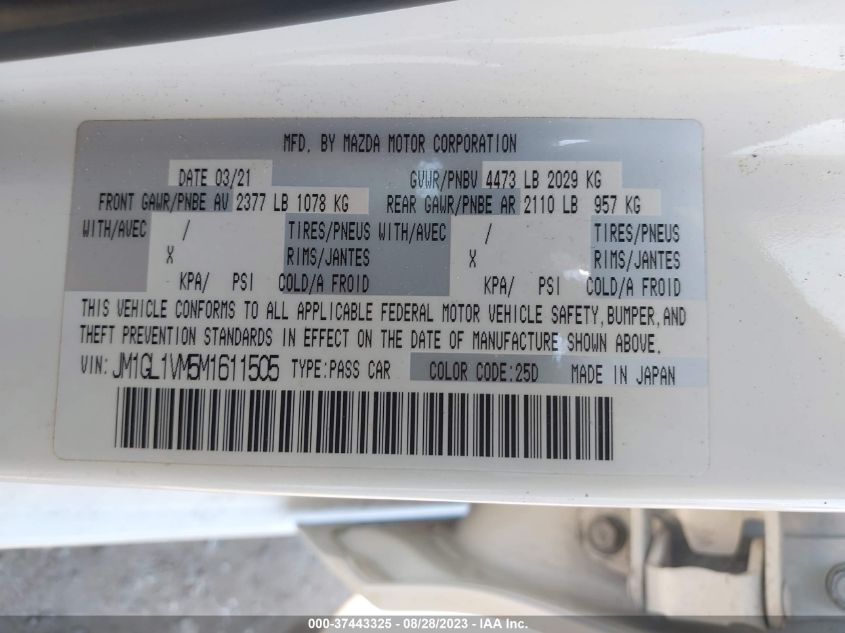 MFD. BY MAZDA MOTOR CORPORATION
DATE 03/21 GVWR/PNBV 4473 LB 2029 KG
FRONT GAWR/PNBE AV 2377 LB 1078 KG REAR GAWR/PNBE AR 2110 LB 957 KG
WITH/AVEC / TIRES/PNEUS WITH/AVEC / TIRES/PNEUS
X RIMS/JANTES X RIMS/JANTES
KPA/ PSI COLD/A FROID KPA/ PSI COLD/A FROID
THIS VEHICLE CONFORMS TO ALL APPLICABLE FEDERAL MOTOR VEHICLE SAFETY, BUMPER, AND
THEFT PREVENTION STANDARDS IN EFFECT ON THE DATE OF MANUFACTURE SHOWN ABOVE.
VIN: JM1GL1VM5M1611505 TYPE: PASS CAR COLOR CODE: 25D MADE IN JAPAN
000-37443325 - 08/28/2023 - IAA Inc.